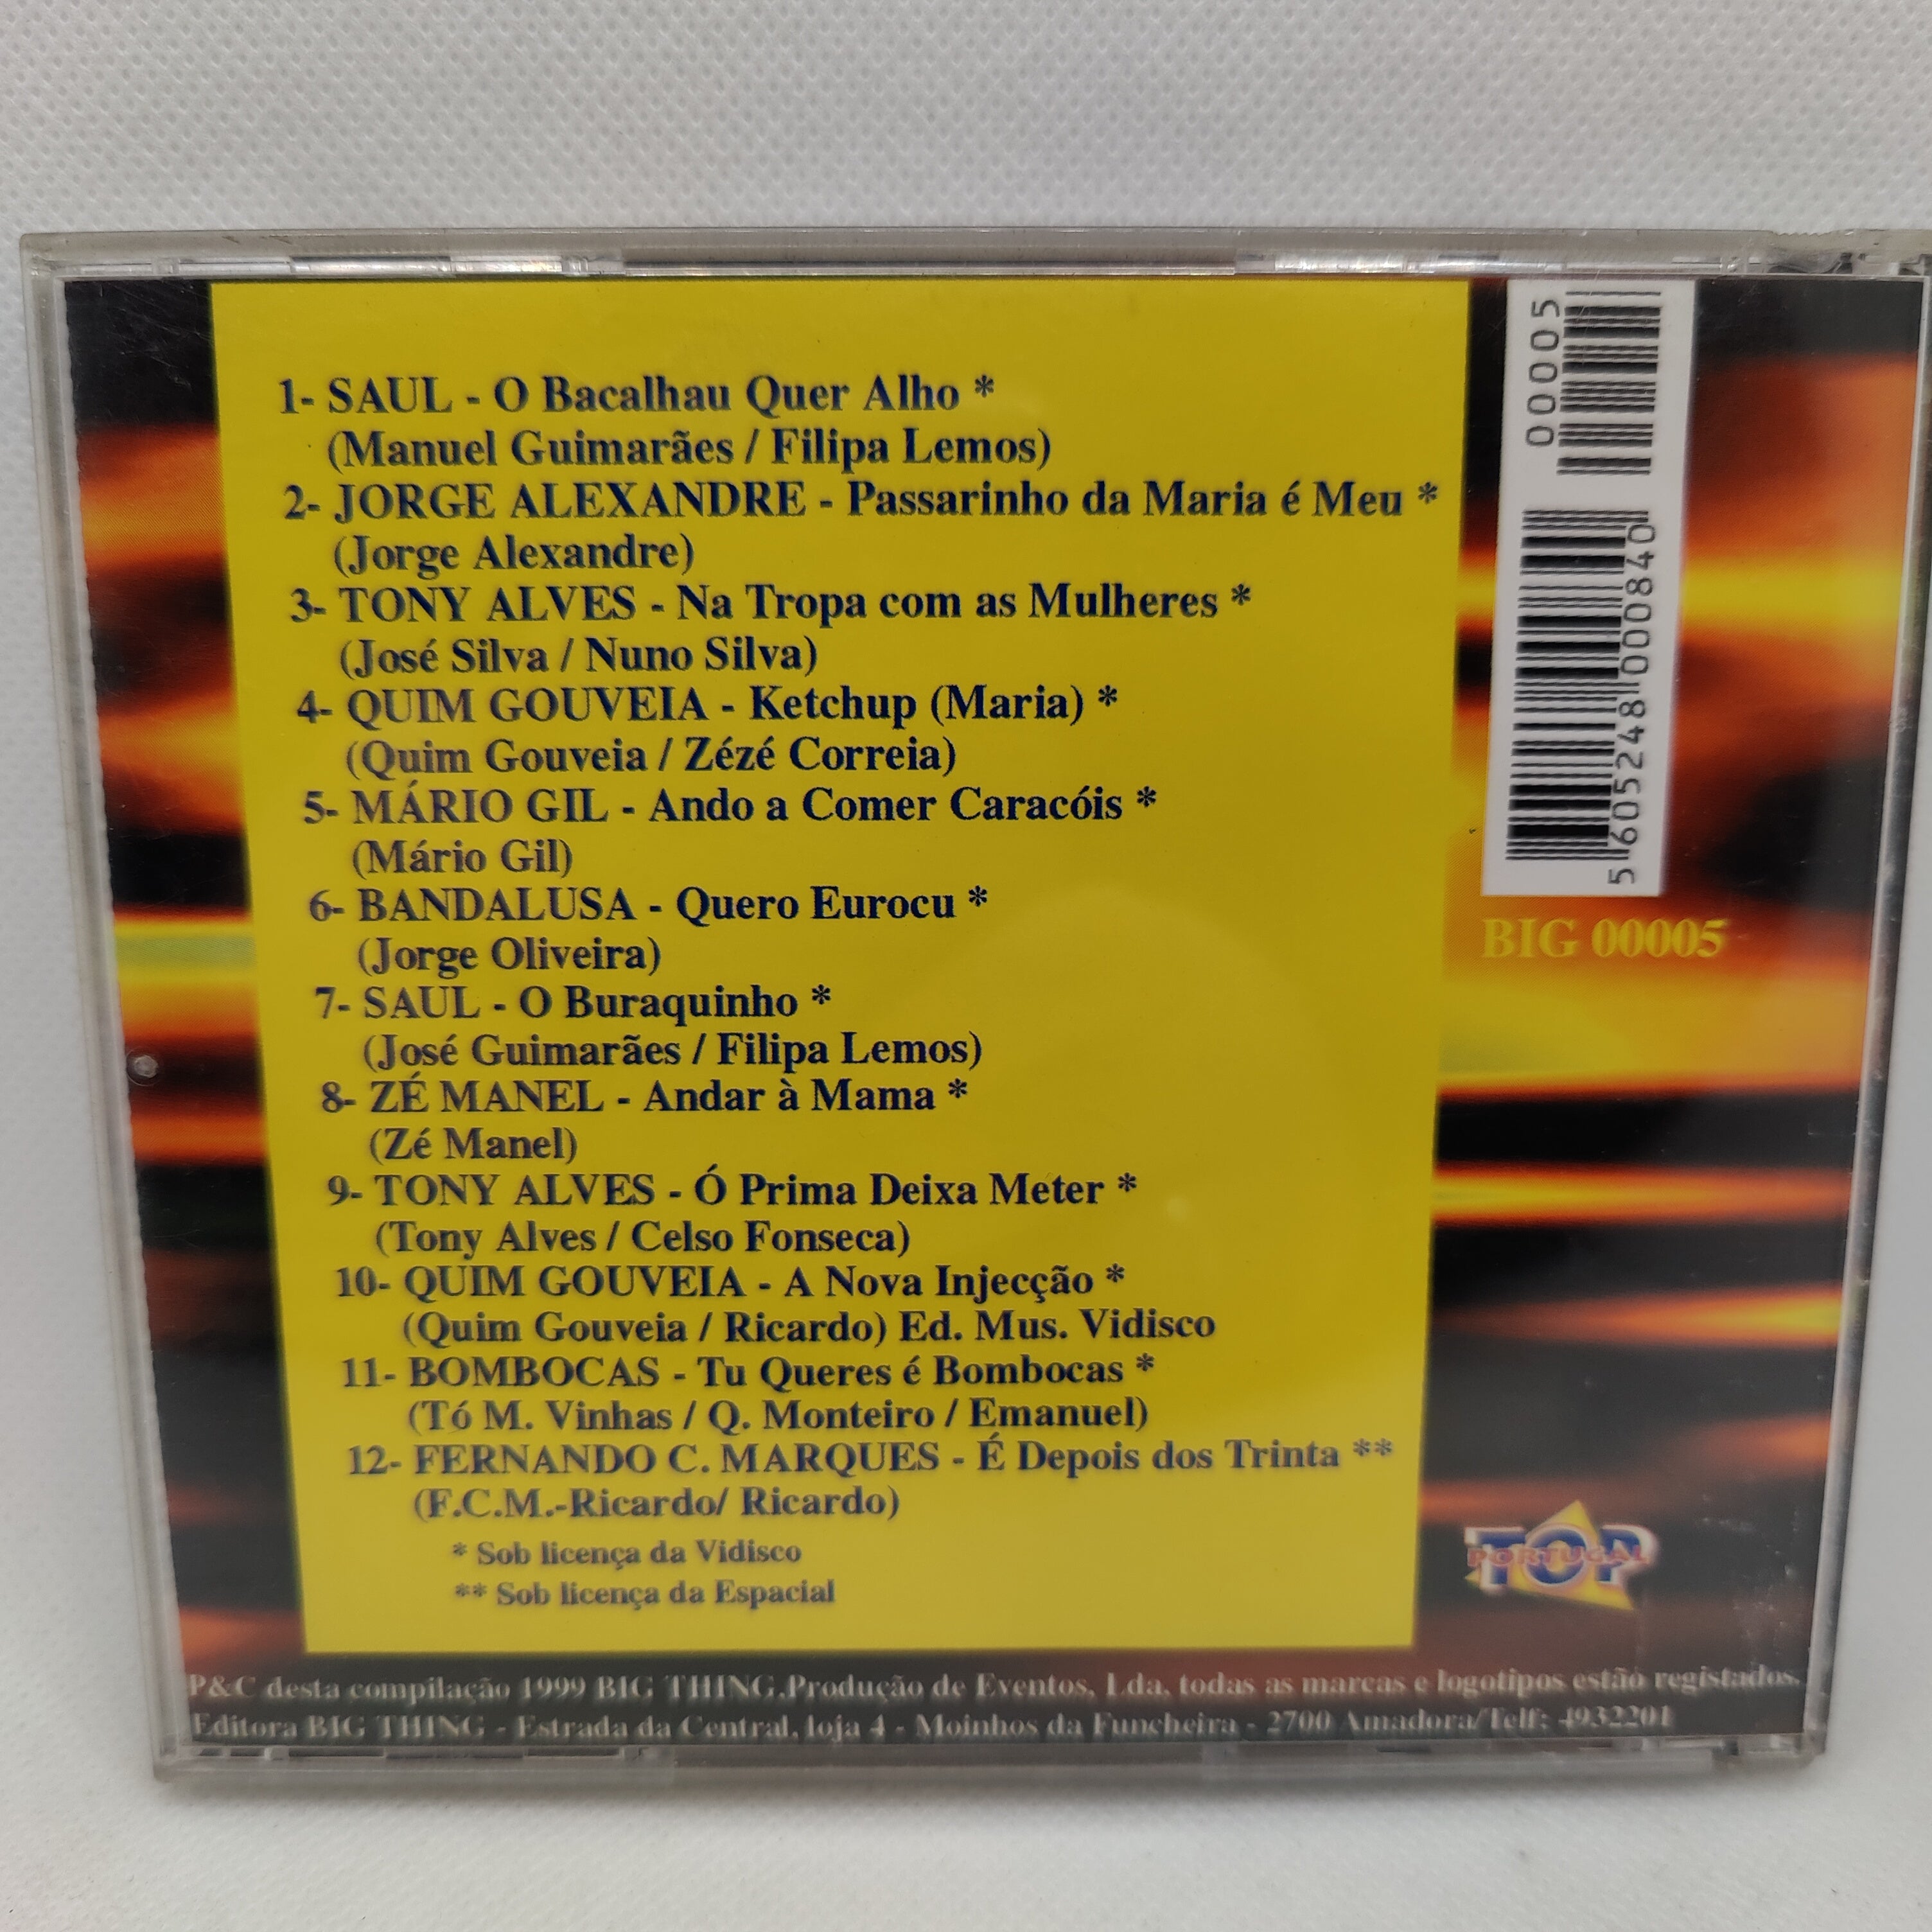 1- SAUL - O Bacalhau Quer Alho *
(Manuel Guimarães / Filipa Lemos)
2- JORGE ALEXANDRE - Passarinho da Maria é Meu *
(Jorge Alexandre)
3- TONY ALVES - Na Tropa com as Mulheres *
(José Silva / Nuno Silva)
4- QUIM GOUVEIA - Ketchup (Maria) *
(Quim Gouveia / Zézé Correia)
5- MÁRIO GIL - Ando a Comer Caracóis *
(Mário Gil)
6- BANDALUSA - Quero Eurocu *
(Jorge Oliveira)
7- SAUL - O Buraquinho *
(José Guimarães / Filipa Lemos)
8- ZÉ MANEL - Andar à Mama *
(Zé Manel)
9- TONY ALVES - Ó Prima Deixa Meter *
(Tony Alves / Celso Fonseca)
10- QUIM GOUVEIA - A Nova Injecção *
(Quim Gouveia / Ricardo) Ed. Mus. Vidisco
11- BOMBOCAS - Tu Queres é Bombocas *
(Tó M. Vinhas / Q. Monteiro / Emanuel)
12- FERNANDO C. MARQUES - É Depois dos Trinta **
(F.C.M.-Ricardo/ Ricardo)
* Sob licença da Vidisco
** Sob licença da Espacial
00005
5 605248 000840
BIG 00005
TOP
PORTUGAL
P&C desta compilação 1999 BIG THING.Produção de Eventos, Lda, todas as marcas e logotipos estão registados.
Editora BIG THING - Estrada da Central, loja 4 - Moinhos da Funcheira - 2700 Amadora/Telf: 4932201